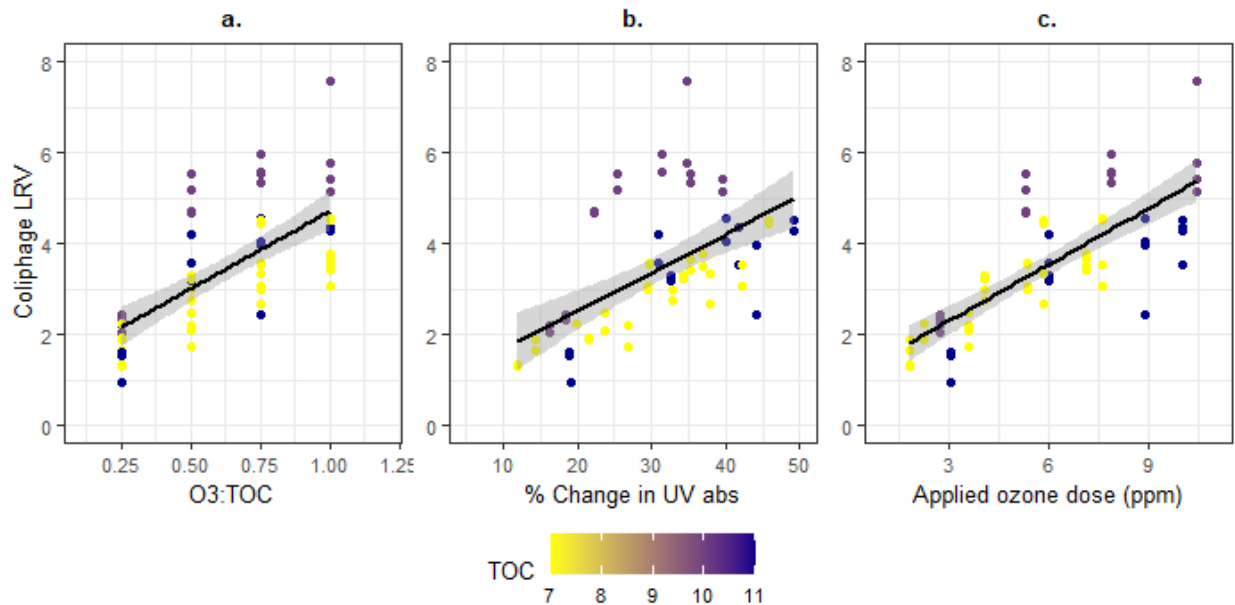 a.
b.
c.
Coliphage LRV
8
6
4
2
0
0.25 0.50 0.75 1.00 1.25
O3:TOC
8
6
4
2
0
10 20 30 40 50
% Change in UV abs
8
6
4
2
0
3 6 9
Applied ozone dose (ppm)
TOC
7 8 9 10 11